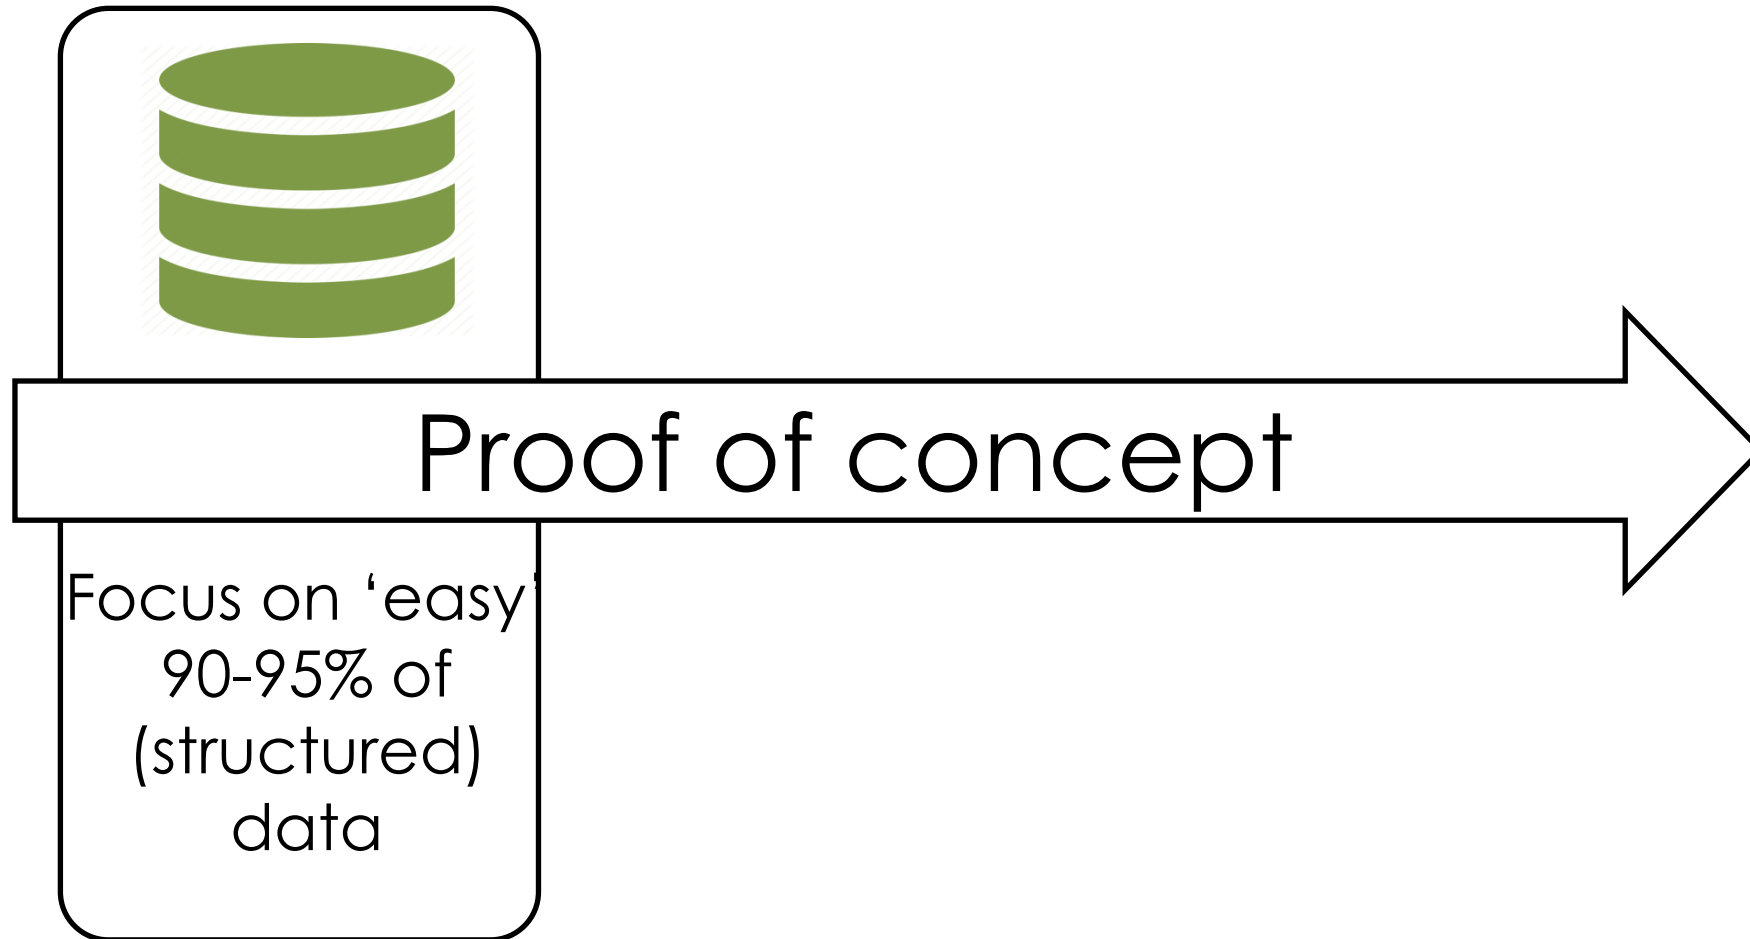 Proof of concept
Focus on ‘easy’
90-95% of
(structured)
data